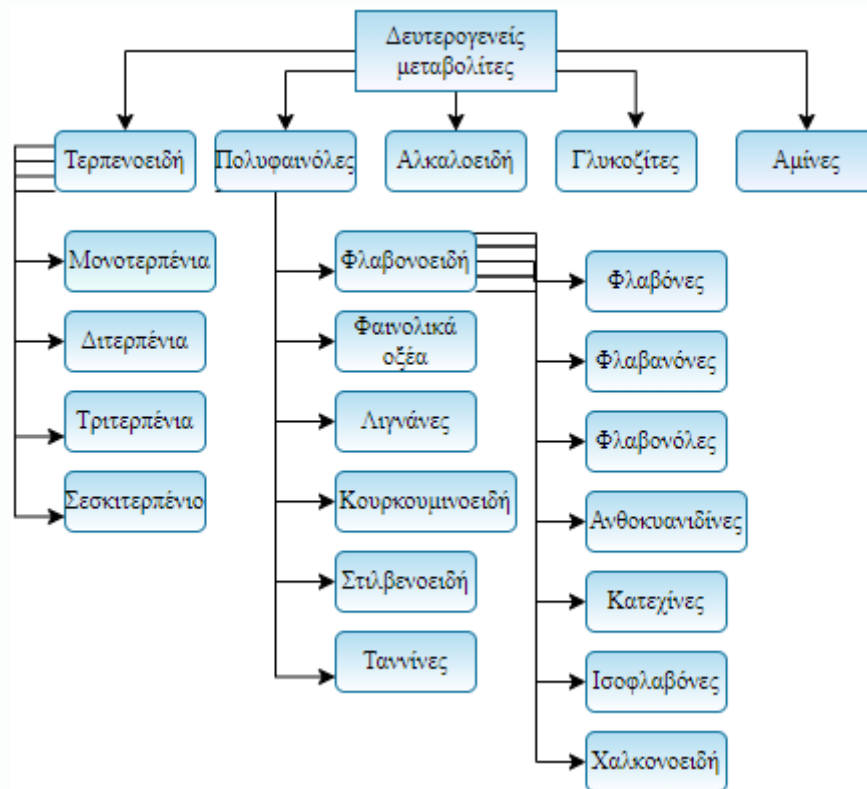 Δευτερογενείς
μεταβολίτες
Τερπενοειδή
Πολυφαινόλες
Αλκαλοειδή
Γλυκοζίτες
Αμίνες
Μονοτερπένια
Διτερπένια
Τριτερπένια
Σεσκιτερπένιο
Φλαβονοειδή
Φαινολικά
οξέα
Λιγνάνες
Κουρκουμινοειδή
Στιλβενοειδή
Ταννίνες
Φλαβόνες
Φλαβανόνες
Φλαβονόλες
Ανθοκυανιδίνες
Κατεχίνες
Ισοφλαβόνες
Χαλκονοειδή